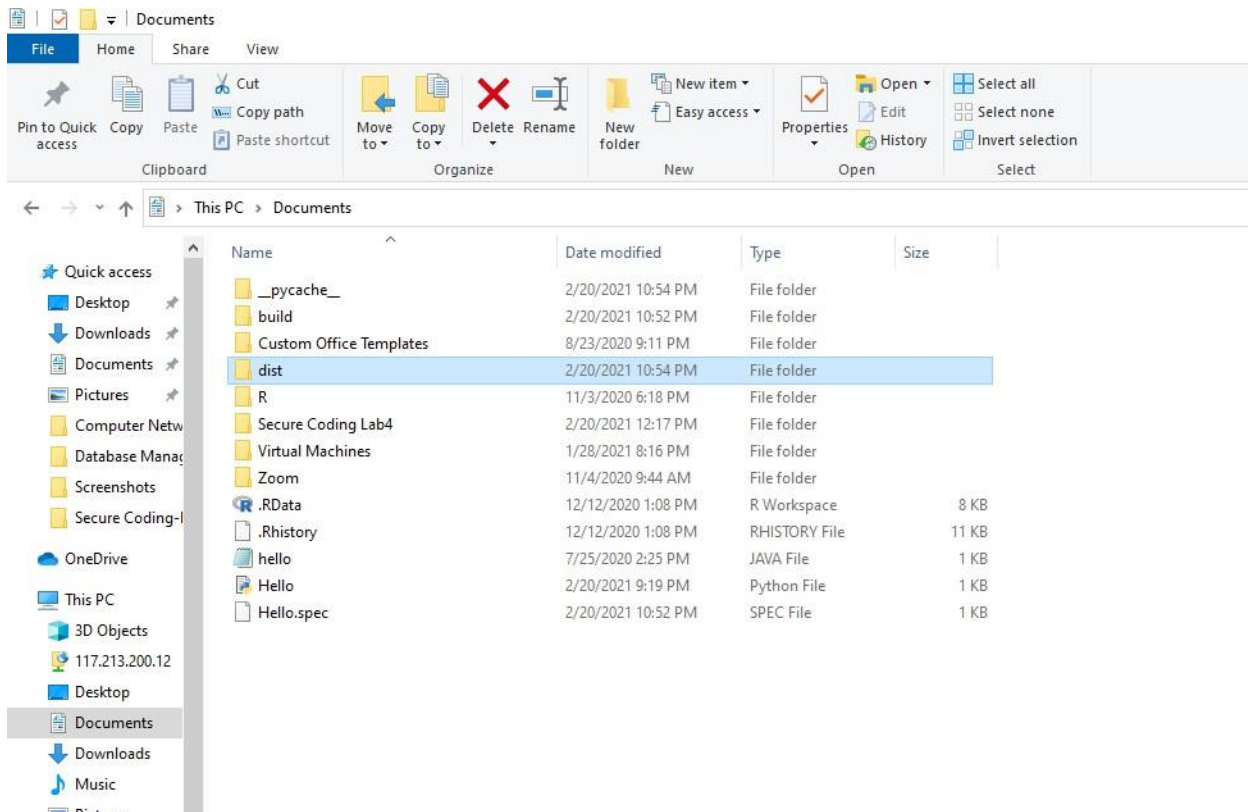 Documents
File Home Share View
Pin to Quick access
Copy
Paste
Cut
Copy path
Paste shortcut
Clipboard
Move to
Copy to
Delete
Rename
Organize
New folder
New item
Easy access
New
Properties
Open
Edit
History
Open
Select all
Select none
Invert selection
Select
This PC > Documents
Quick access
Desktop
Downloads
Documents
Pictures
Computer Netw
Database Manag
Screenshots
Secure Coding-
OneDrive
This PC
3D Objects
117.213.200.12
Desktop
Documents
Downloads
Music
Name Date modified Type Size
__pycache__ 2/20/2021 10:54 PM File folder
build 2/20/2021 10:52 PM File folder
Custom Office Templates 8/23/2020 9:11 PM File folder
dist 2/20/2021 10:54 PM File folder
R 11/3/2020 6:18 PM File folder
Secure Coding Lab4 2/20/2021 12:17 PM File folder
Virtual Machines 1/28/2021 8:16 PM File folder
Zoom 11/4/2020 9:44 AM File folder
.RData 12/12/2020 1:08 PM R Workspace 8 KB
.Rhistory 12/12/2020 1:08 PM RHISTORY File 11 KB
hello 7/25/2020 2:25 PM JAVA File 1 KB
Hello 2/20/2021 9:19 PM Python File 1 KB
Hello.spec 2/20/2021 10:52 PM SPEC File 1 KB